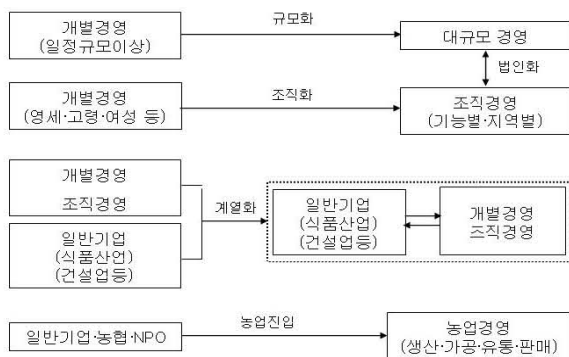 개별경영
(일정규모이상)
규모화
대규모 경영
법인화
개별경영
(영세·고령·여성 등)
조직화
조직경영
(기능별·지역별)
개별경영
조직경영
일반기업
(식품산업)
(건설업등)
계열화
일반기업
(식품산업)
(건설업등)
개별경영
조직경영
일반기업·농협·NPO
농업진입
농업경영
(생산·가공·유통·판매)